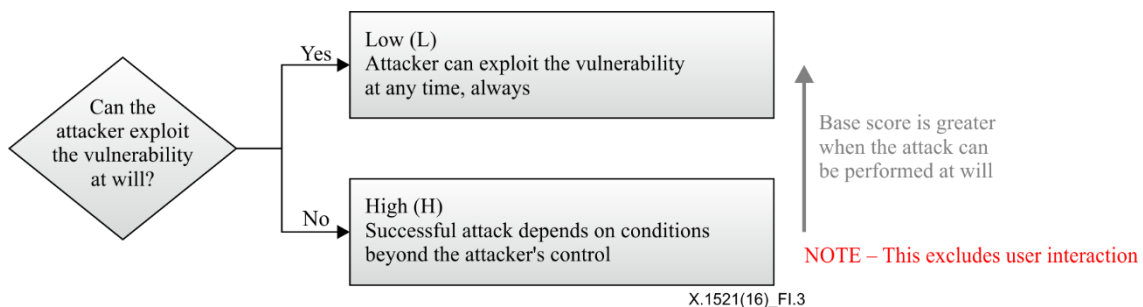 Can the
attacker exploit
the vulnerability
at will?
Yes
Low (L)
Attacker can exploit the vulnerability
at any time, always
No
High (H)
Successful attack depends on conditions
beyond the attacker's control
Base score is greater
when the attack can
be performed at will
NOTE – This excludes user interaction
X.1521(16)_FI.3